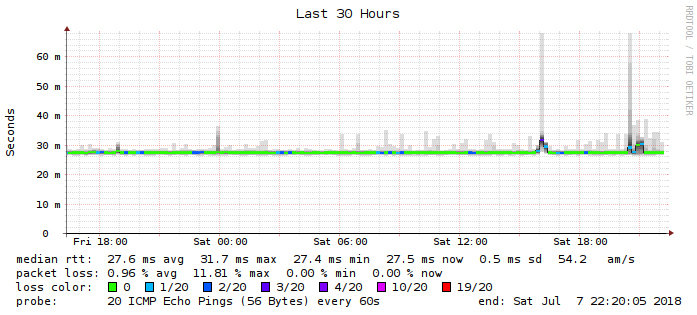 Last 30 Hours
RRDTOOL / TOBI OETIKER
Seconds
60 m
50 m
40 m
30 m
20 m
10 m
0
Fri 18:00 Sat 00:00 Sat 06:00 Sat 12:00 Sat 18:00
median rtt: 27.6 ms avg 31.7 ms max 27.4 ms min 27.5 ms now 0.5 ms sd 54.2 am/s
packet loss: 0.96 % avg 11.81 % max 0.00 % min 0.00 % now
loss color: 0 1/20 2/20 3/20 4/20 10/20 19/20
probe: 20 ICMP Echo Pings (56 Bytes) every 60s end: Sat Jul 7 22:20:05 2018